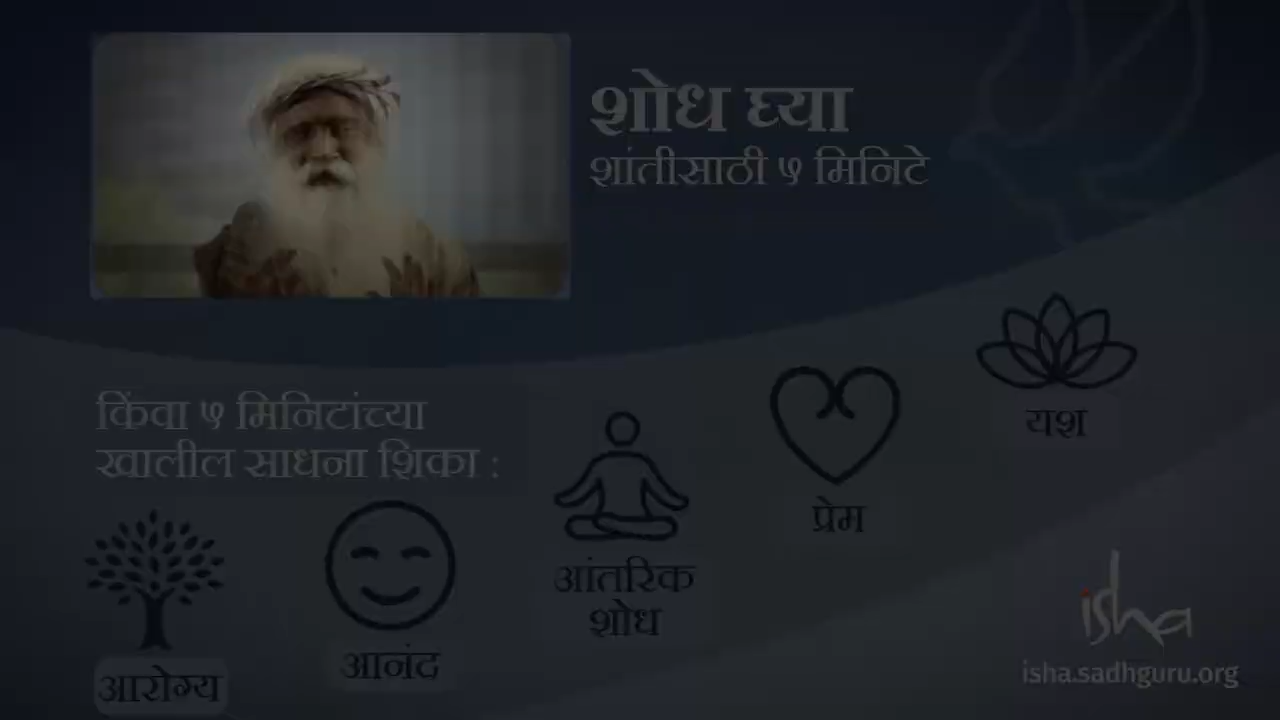 शोध घ्या
शांतीसाठी ५ मिनिटे
किंवा ५ मिनिटांच्या
खालील साधना शिका :
यश
प्रेम
आंतरिक
शोध
आनंद
आरोग्य
isha
isha.sadhguru.org